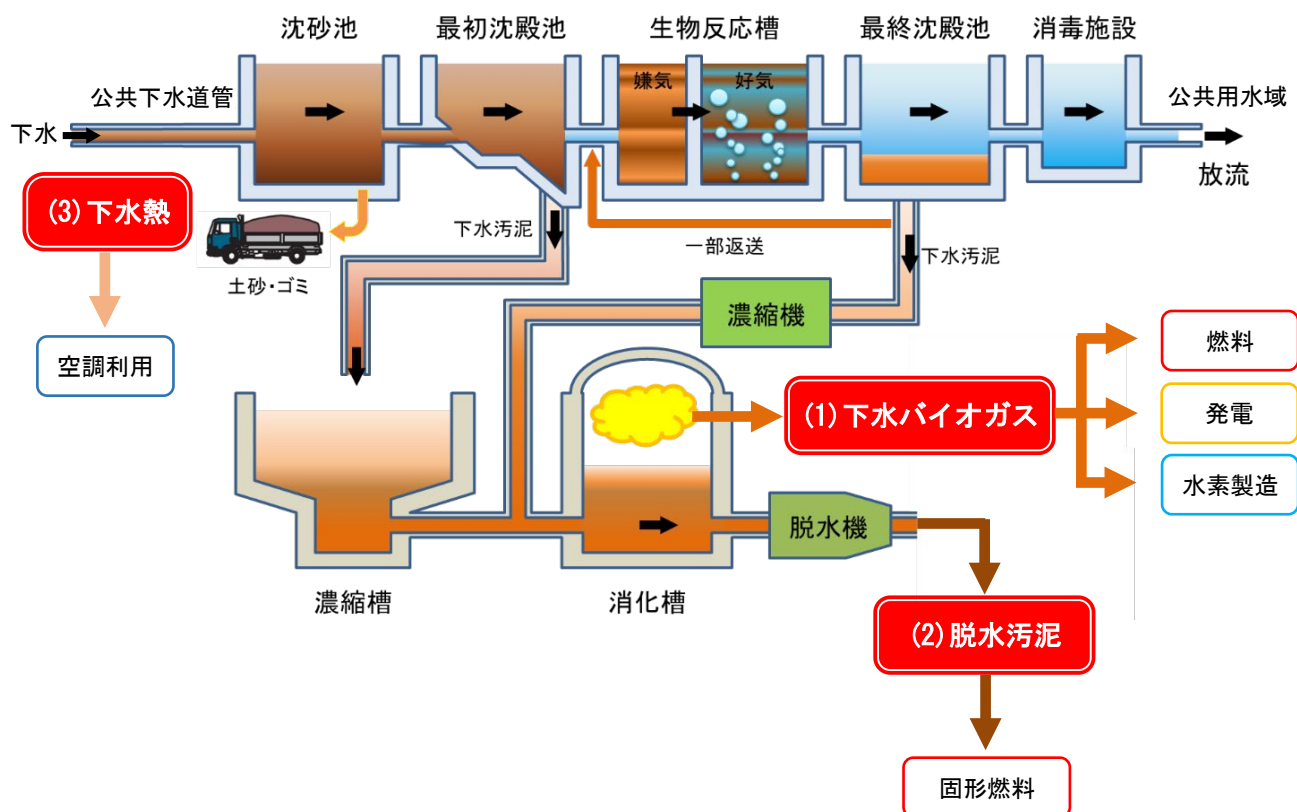 沈砂池
最初沈殿池
生物反応槽
最終沈殿池
消毒施設
嫌気
好気
公共下水道管
公共用水域
下水
放流
(3)下水熱
下水汚泥
一部返送
下水汚泥
土砂・ゴミ
濃縮機
空調利用
燃料
(1)下水バイオガス
発電
水素製造
脱水機
濃縮槽
消化槽
(2)脱水汚泥
固形燃料